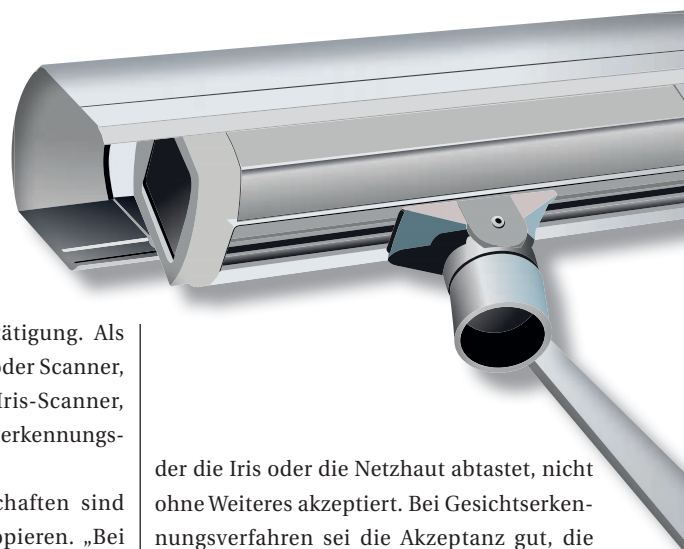 tätigung. Als
oder Scanner,
Iris-Scanner,
erkennungs-
chaften sind
opieren. „Bei
der die Iris oder die Netzhaut abtastet, nicht
ohne Weiteres akzeptiert. Bei Gesichtserken-
nungsverfahren sei die Akzeptanz gut, die